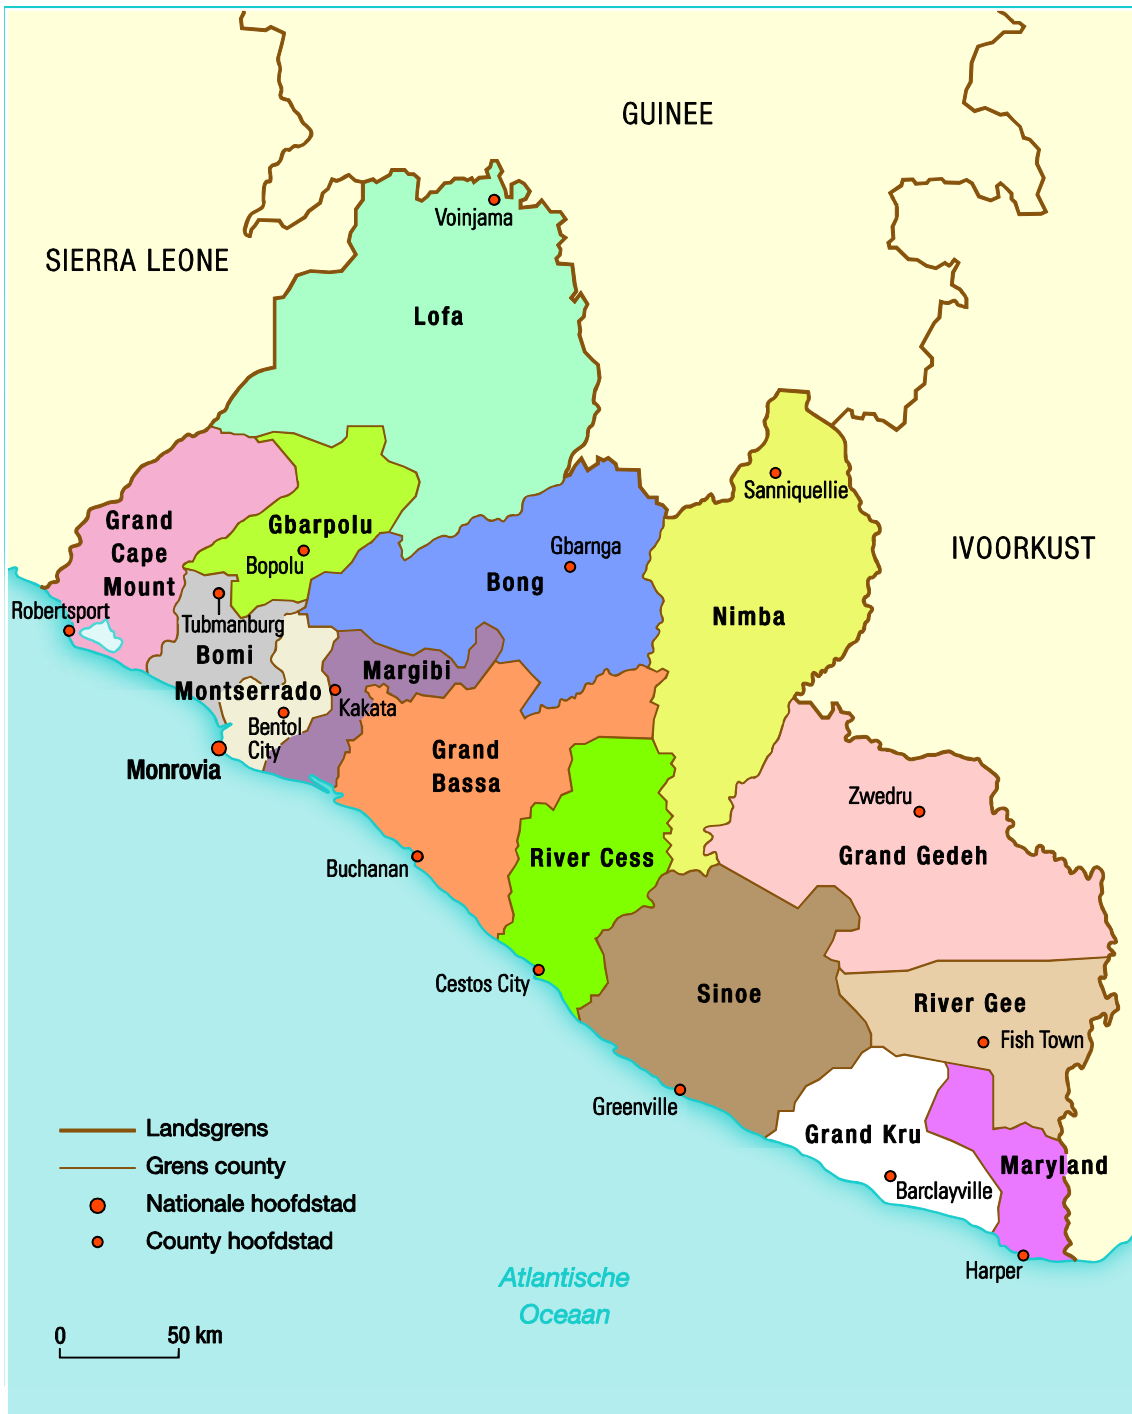 GUINEE
SIERRA LEONE
IVOORKUST
Voinjama
Lofa
Sanniquellie
Grand
Cape
Mount
Gbarpolu
Bopolu
Gbarnga
Bong
Nimba
Robertsport
Tubmanburg
Bomi
Montserrado
Margibi
Kakata
Bentol
City
Monrovia
Grand
Bassa
Zwedru
Grand Gedeh
River Cess
Buchanan
Cestos City
Sinoe
River Gee
Fish Town
Greenville
Grand Kru
Maryland
Barclayville
Harper
Landsgrens
Grens county
Nationale hoofdstad
County hoofdstad
Atlantische
Oceaan
0 50 km